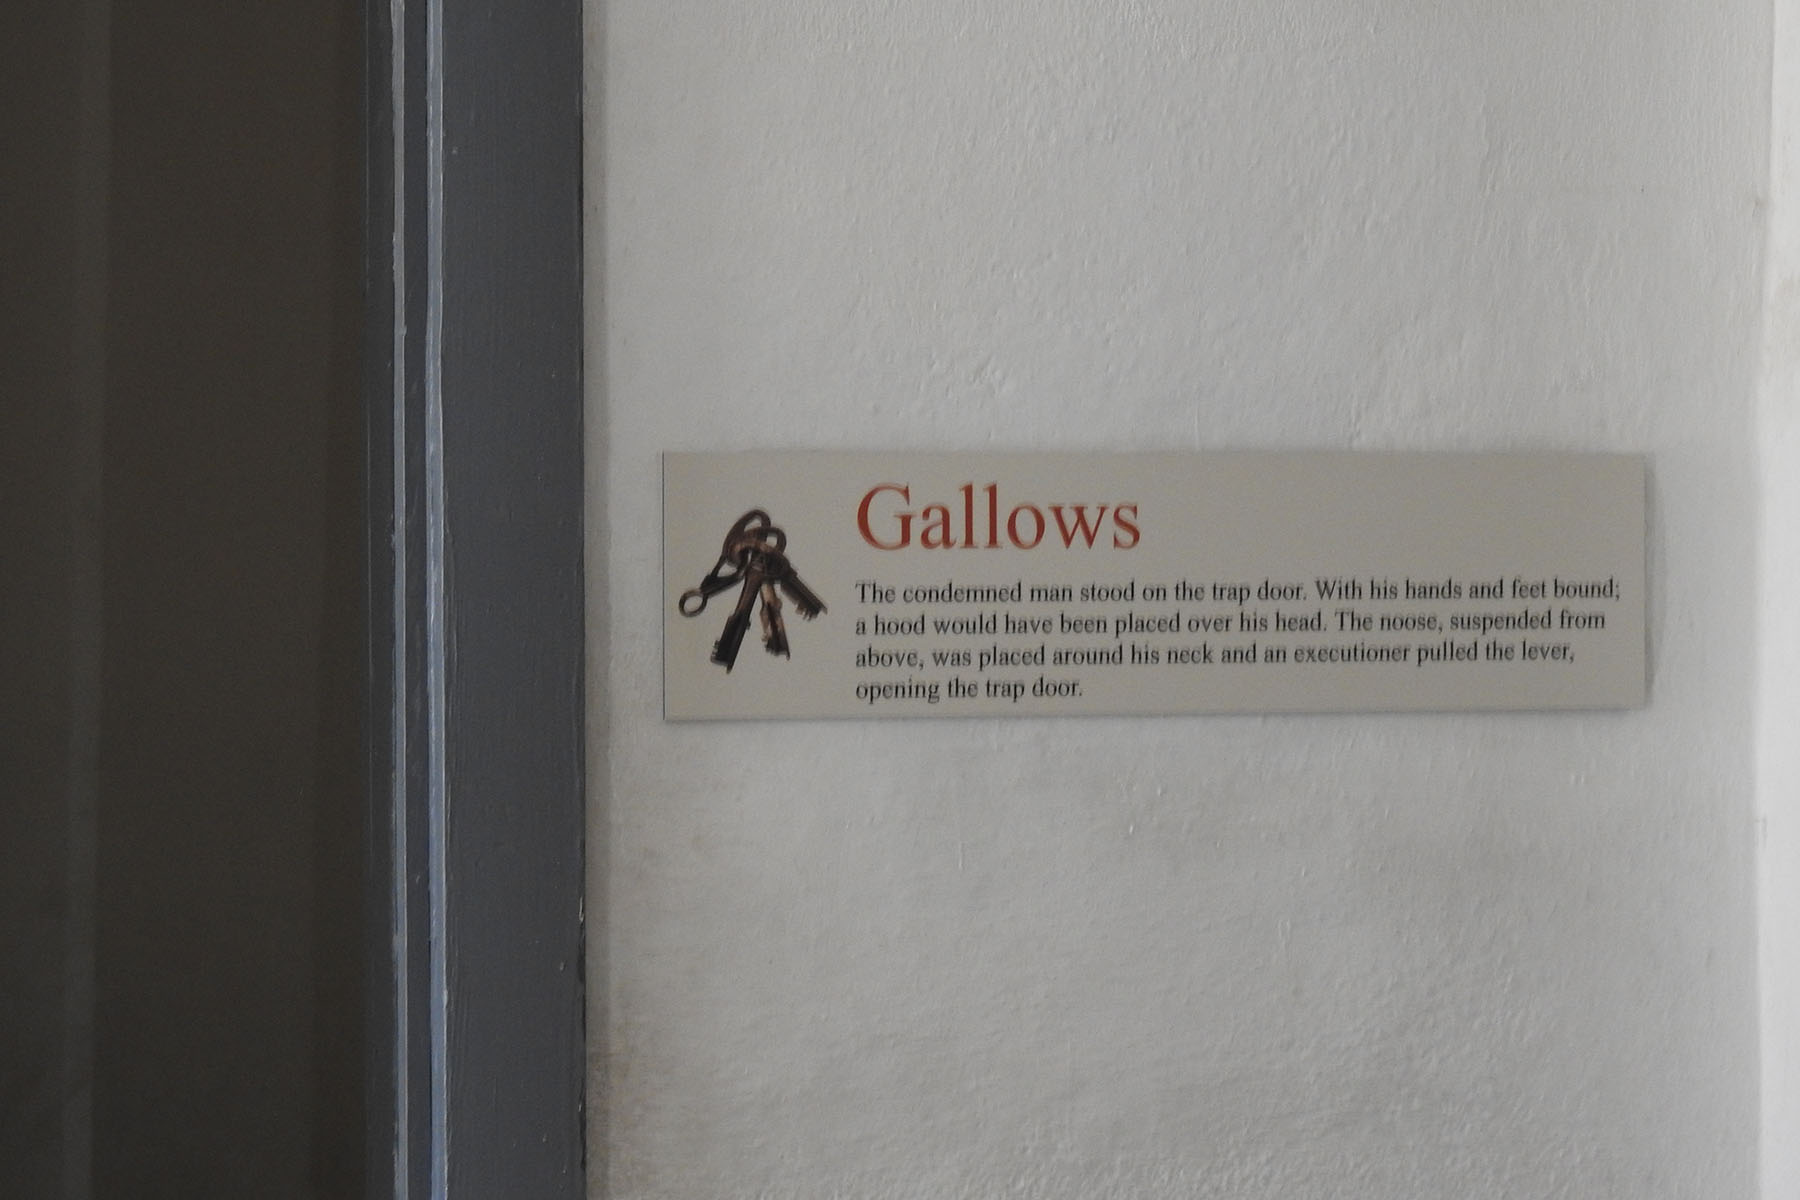 Gallows
The condemned man stood on the trap door. With his hands and feet bound;
a hood would have been placed over his head. The noose, suspended from
above, was placed around his neck and an executioner pulled the lever,
opening the trap door.